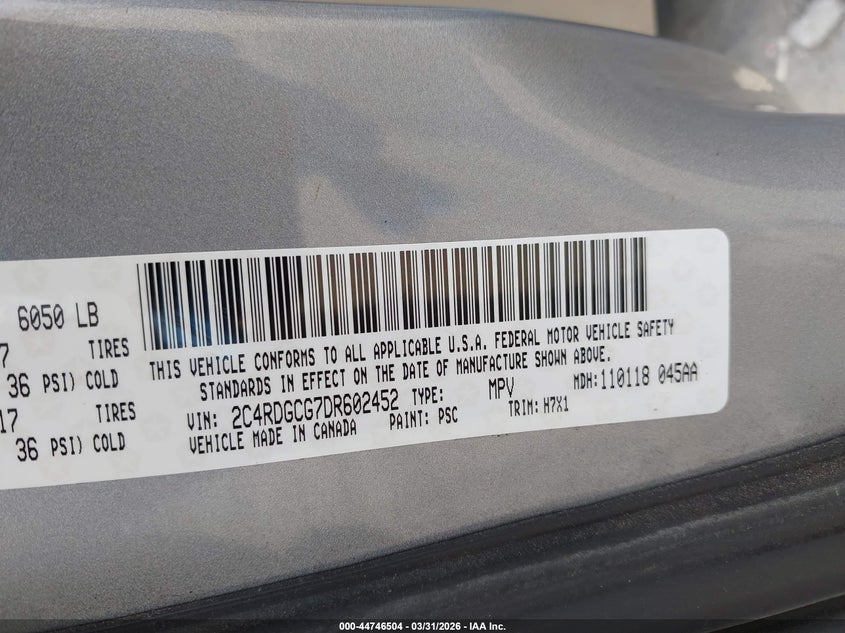 6050 LB
7 TIRES
36 PSI) COLD
17 TIRES
36 PSI) COLD
THIS VEHICLE CONFORMS TO ALL APPLICABLE U.S.A. FEDERAL MOTOR VEHICLE SAFETY
STANDARDS IN EFFECT ON THE DATE OF MANUFACTURE SHOWN ABOVE.
VIN: 2C4RDGCG7DR602452 TYPE: MPV MDH:110118 045AA
VEHICLE MADE IN CANADA PAINT: PSC TRIM: H7X1
000-44746504 — 03/31/2026 — IAA Inc.